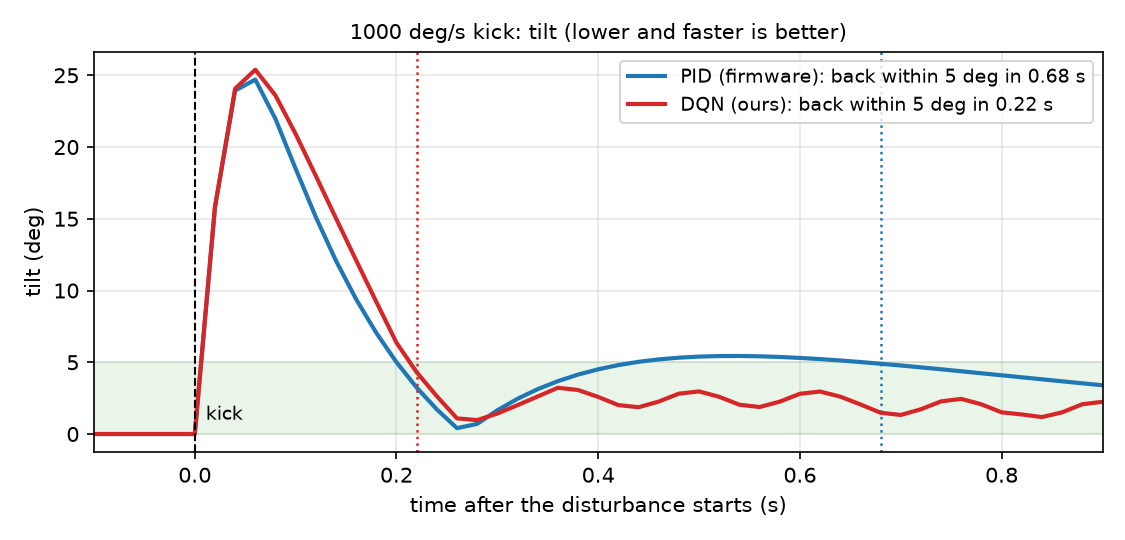 1000 deg/s kick: tilt (lower and faster is better)
PID (firmware): back within 5 deg in 0.68 s
DQN (ours): back within 5 deg in 0.22 s
25
20
15
10
5
0
tilt (deg)
kick
0.0 0.2 0.4 0.6 0.8
time after the disturbance starts (s)